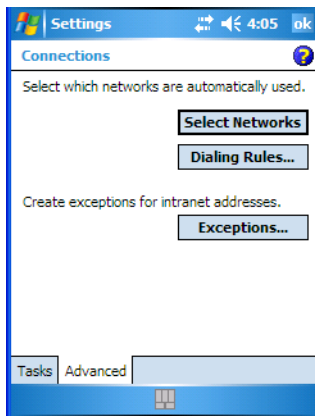 Settings 4:05 ok
Connections ?
Select which networks are automatically used.
Select Networks
Dialing Rules...
Create exceptions for intranet addresses.
Exceptions...
Tasks Advanced